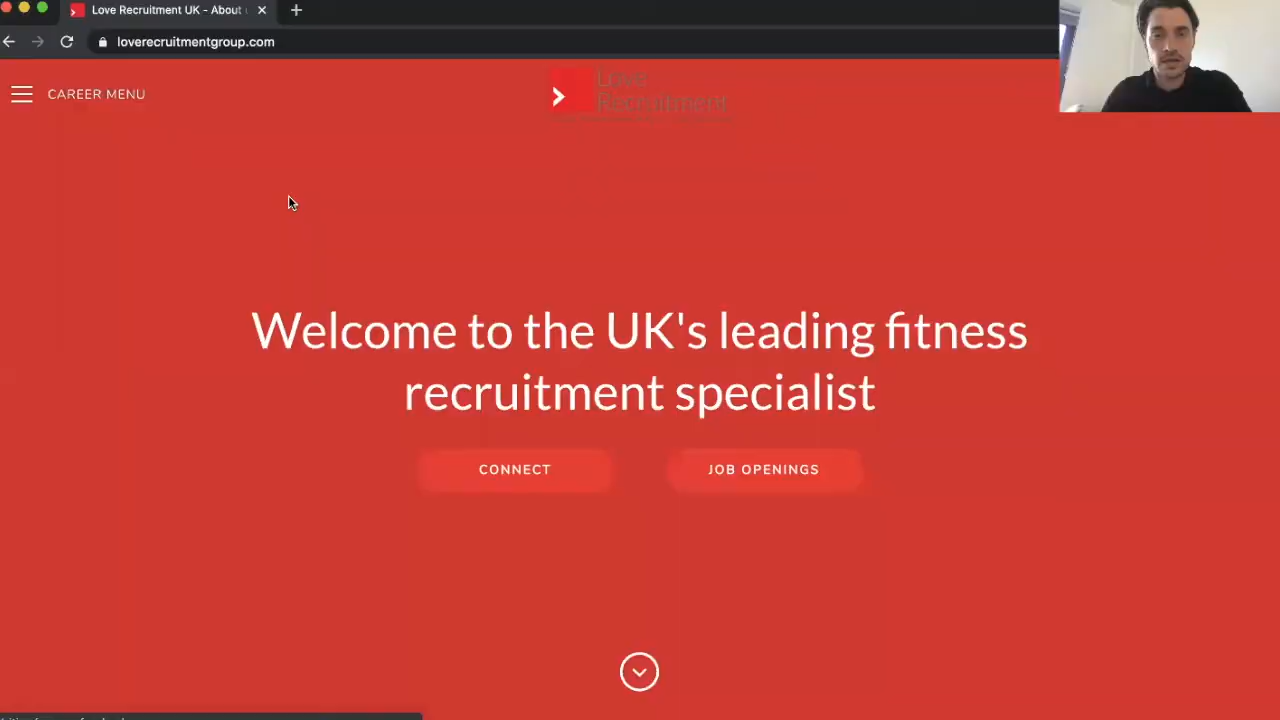 Love Recruitment UK - About
loverecruitmentgroup.com
CAREER MENU
Love
Recruitment
Welcome to the UK's leading fitness
recruitment specialist
CONNECT
JOB OPENINGS